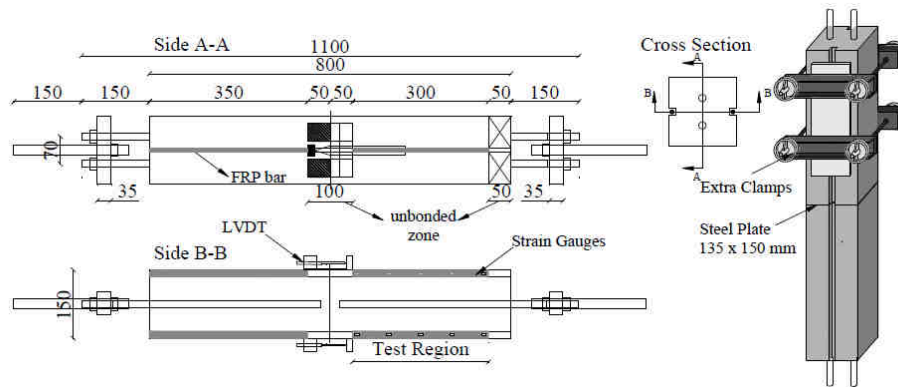 Side A-A
1100
800
150 150 350 50 50 300 50 150
70
FRP bar
35
100
50
35
unbonded
zone
LVDT
Strain Gauges
Side B-B
150
Test Region
Cross Section
A
B B
A
Extra Clamps
Steel Plate
135 x 150 mm